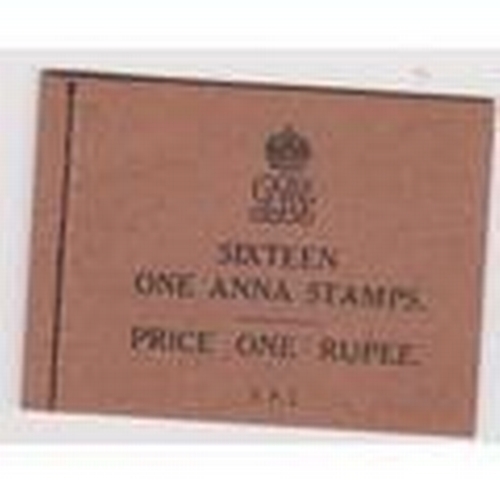 SIXTEEN
ONE ANNA STAMPS.
PRICE ONE RUPEE.